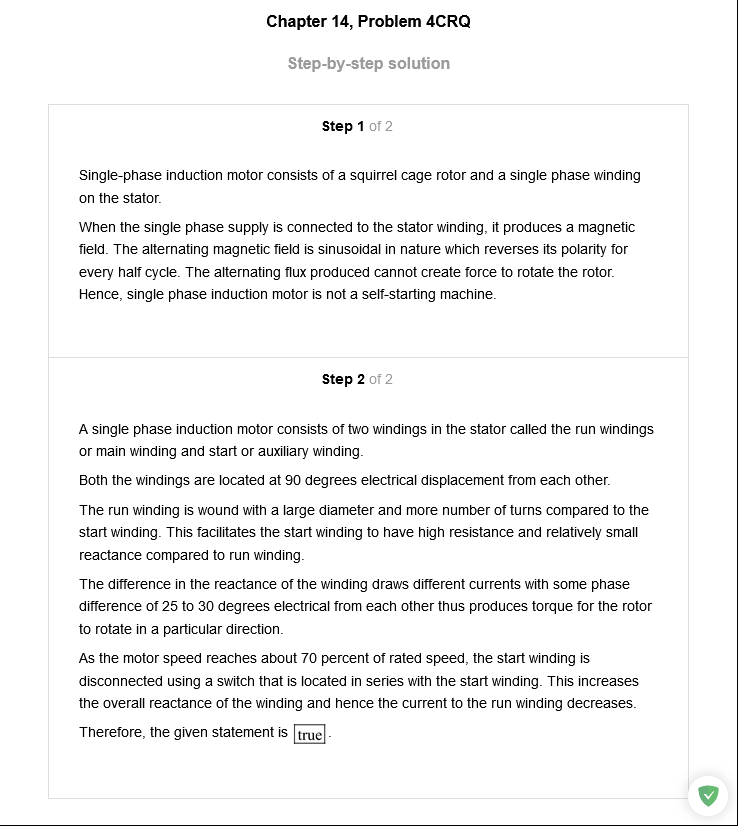 Chapter 14, Problem 4CRQ
Step-by-step solution
Step 1 of 2
Single-phase induction motor consists of a squirrel cage rotor and a single phase winding
on the stator.
When the single phase supply is connected to the stator winding, it produces a magnetic
field. The alternating magnetic field is sinusoidal in nature which reverses its polarity for
every half cycle. The alternating flux produced cannot create force to rotate the rotor.
Hence, single phase induction motor is not a self-starting machine.
Step 2 of 2
A single phase induction motor consists of two windings in the stator called the run windings
or main winding and start or auxiliary winding.
Both the windings are located at 90 degrees electrical displacement from each other.
The run winding is wound with a large diameter and more number of turns compared to the
start winding. This facilitates the start winding to have high resistance and relatively small
reactance compared to run winding.
The difference in the reactance of the winding draws different currents with some phase
difference of 25 to 30 degrees electrical from each other thus produces torque for the rotor
to rotate in a particular direction.
As the motor speed reaches about 70 percent of rated speed, the start winding is
disconnected using a switch that is located in series with the start winding. This increases
the overall reactance of the winding and hence the current to the run winding decreases.
Therefore, the given statement is true.